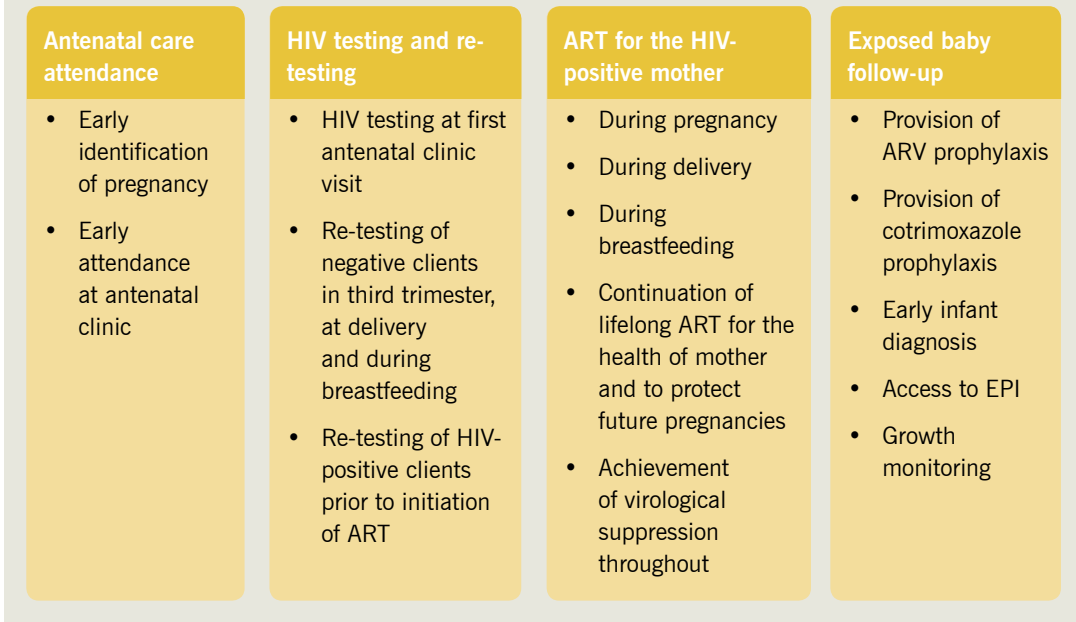 Antenatal care
attendance
• Early
identification
of pregnancy
• Early
attendance
at antenatal
clinic
HIV testing and re-
testing
• HIV testing at first
antenatal clinic
visit
• Re-testing of
negative clients
in third trimester,
at delivery
and during
breastfeeding
• Re-testing of HIV-
positive clients
prior to initiation
of ART
ART for the HIV-
positive mother
• During pregnancy
• During delivery
• During
breastfeeding
• Continuation of
lifelong ART for the
health of mother
and to protect
future pregnancies
• Achievement
of virological
suppression
throughout
Exposed baby
follow-up
• Provision of
ARV prophylaxis
• Provision of
cotrimoxazole
prophylaxis
• Early infant
diagnosis
• Access to EPI
• Growth
monitoring